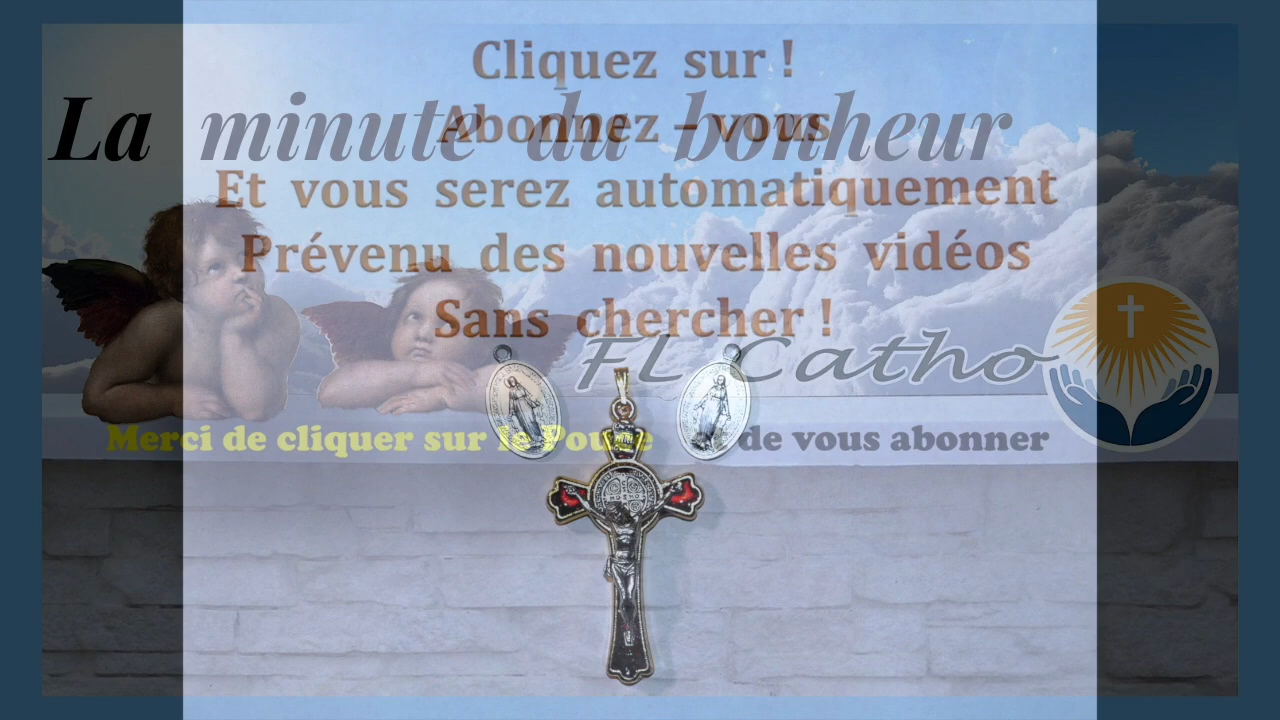 Cliquez sur !
La minute du bonheur
Abonnez - vous
Et vous serez automatiquement
Prévenu des nouvelles vidéos
Sans chercher !
FL Catho
Merci de cliquer sur le Pouce
de vous abonner